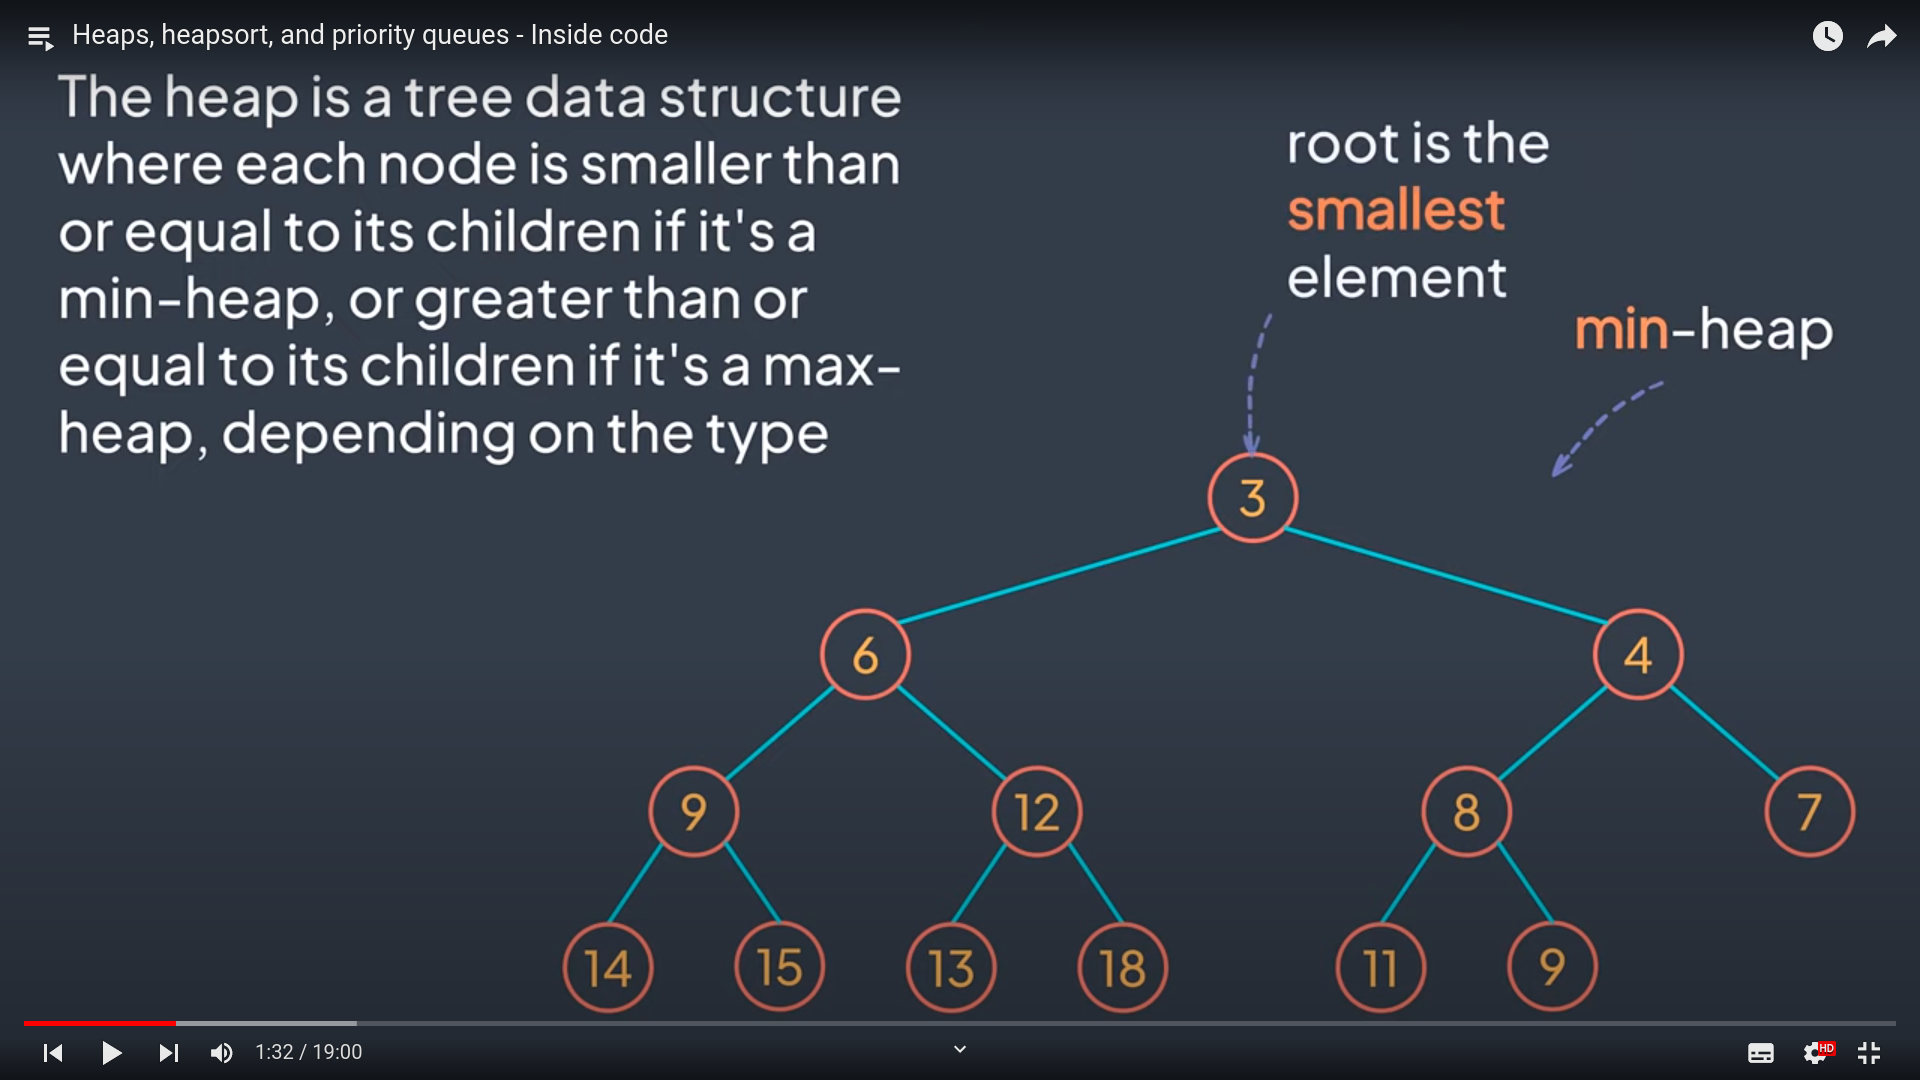 Heaps, heapsort, and priority queues - Inside code
The heap is a tree data structure
where each node is smaller than
or equal to its children if it's a
min-heap, or greater than or
equal to its children if it's a max-
heap, depending on the type
root is the
smallest
element
min-heap
3
6
4
9
12
8
7
14
15
13
18
11
9
1:32 / 19:00
HD